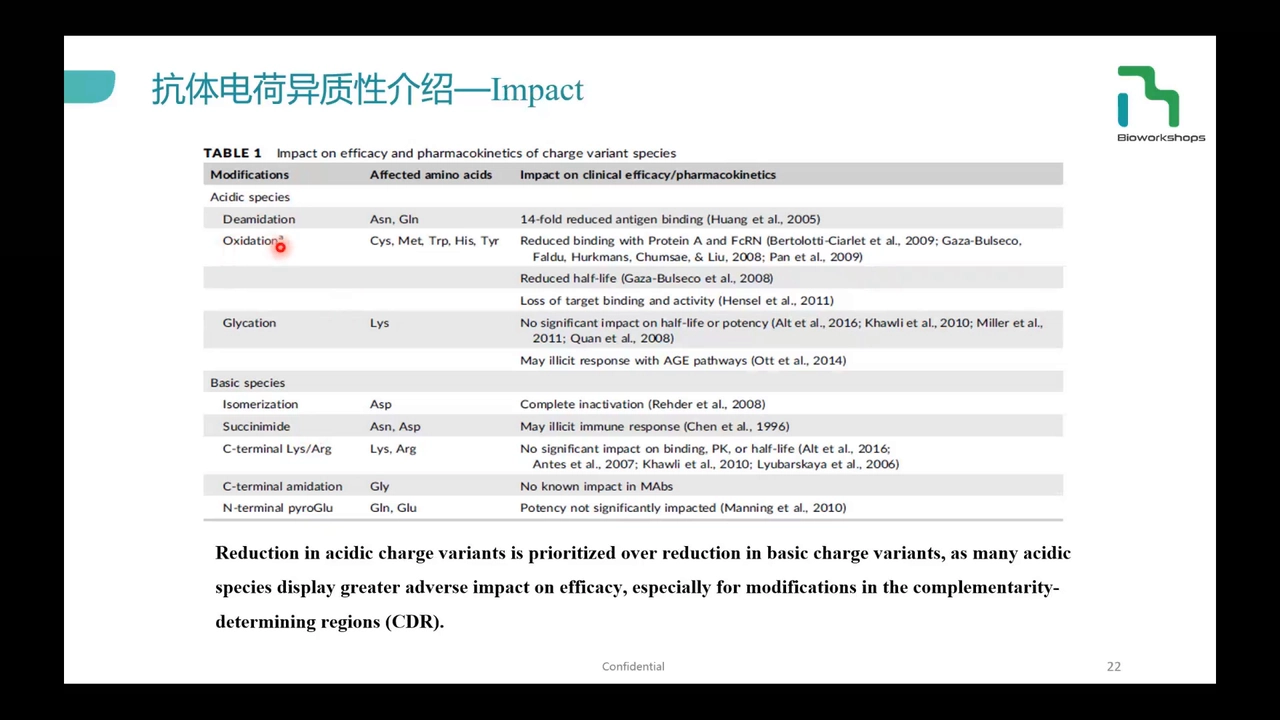 抗体电荷异质性介绍—Impact
Bioworkshops
TABLE 1 Impact on efficacy and pharmacokinetics of charge variant species
Modifications Affected amino acids Impact on clinical efficacy/pharmacokinetics
Acidic species
Deamidation Asn, Gln 14-fold reduced antigen binding (Huang et al., 2005)
Oxidationa Cys, Met, Trp, His, Tyr Reduced binding with Protein A and FcRN (Bertolotti-Ciarlet et al., 2009; Gaza-Bulseco,
Faldu, Hurkmans, Chumsae, & Liu, 2008; Pan et al., 2009)
Reduced half-life (Gaza-Bulseco et al., 2008)
Loss of target binding and activity (Hensel et al., 2011)
Glycation Lys No significant impact on half-life or potency (Alt et al., 2016; Khawli et al., 2010; Miller et al.,
2011; Quan et al., 2008)
May illicit response with AGE pathways (Ott et al., 2014)
Basic species
Isomerization Asp Complete inactivation (Rehder et al., 2008)
Succinimide Asn, Asp May illicit immune response (Chen et al., 1996)
C-terminal Lys/Arg Lys, Arg No significant impact on binding, PK, or half-life (Alt et al., 2016;
Antes et al., 2007; Khawli et al., 2010; Lyubarskaya et al., 2006)
C-terminal amidation Gly No known impact in MAbs
N-terminal pyroGlu Gln, Glu Potency not significantly impacted (Manning et al., 2010)
Reduction in acidic charge variants is prioritized over reduction in basic charge variants, as many acidic
species display greater adverse impact on efficacy, especially for modifications in the complementarity-
determining regions (CDR).
Confidential
22